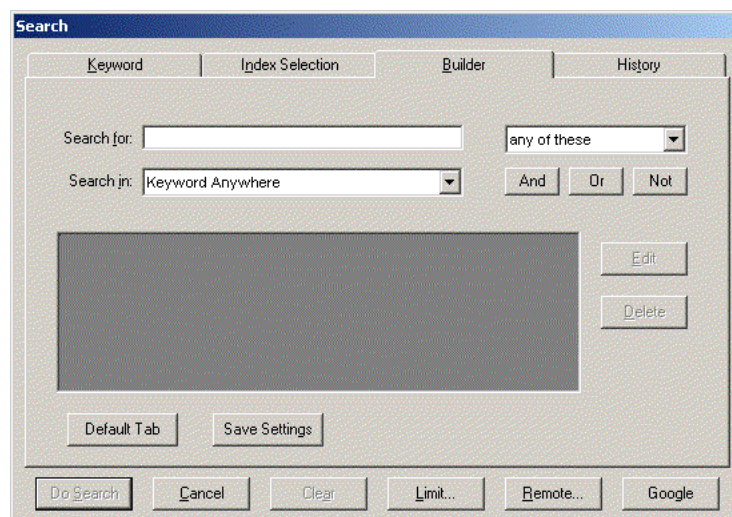 Search
Keyword Index Selection Builder History
Search for: any of these
Search in: Keyword Anywhere And Or Not
Edit
Delete
Default Tab Save Settings
Do Search Cancel Clear Limit... Remote... Google